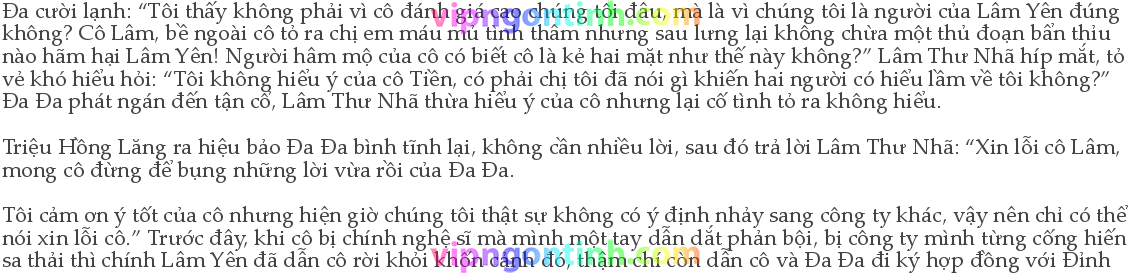 Đa cười lạnh: “Tôi thấy không phải vì cô đánh giá cao chúng tôi đâu, mà là vì chúng tôi là người của Lâm Yên đúng
không? Cô Lâm, bề ngoài cô tỏ ra chị em máu mủ tình thâm nhưng sau lưng lại không chừa một thủ đoạn bẩn thỉu
nào hãm hại Lâm Yên! Người hâm mộ của cô có biết cô là kẻ hai mặt như thế này không?” Lâm Thư Nhã híp mắt, tỏ
vẻ khó hiểu hỏi: “Tôi không hiểu ý của cô Tiền, có phải chị tôi đã nói gì khiến hai người có hiểu lầm về tôi không?”
Đa Đa phát ngán đến tận cổ, Lâm Thư Nhã thừa hiểu ý của cô nhưng lại cố tình tỏ ra không hiểu.
Triệu Hồng Lăng ra hiệu bảo Đa Đa bình tĩnh lại, không cần nhiều lời, sau đó trả lời Lâm Thư Nhã: “Xin lỗi cô Lâm,
mong cô đừng để bụng những lời vừa rồi của Đa Đa.
Tôi cảm ơn ý tốt của cô nhưng hiện giờ chúng tôi thật sự không có ý định nhảy sang công ty khác, vậy nên chỉ có thể
nói xin lỗi cô.” Trước đây, khi cô bị chính nghệ sĩ mà mình một tay dẫn dắt phản bội, bị công ty mình từng cống hiến
sa thải thì chính Lâm Yên đã dẫn cô rời khỏi khốn cảnh đó, thậm chí còn dẫn cô và Đa Đa đi ký hợp đồng với Đỉnh
vipngontinh.com
vipngontinh.com